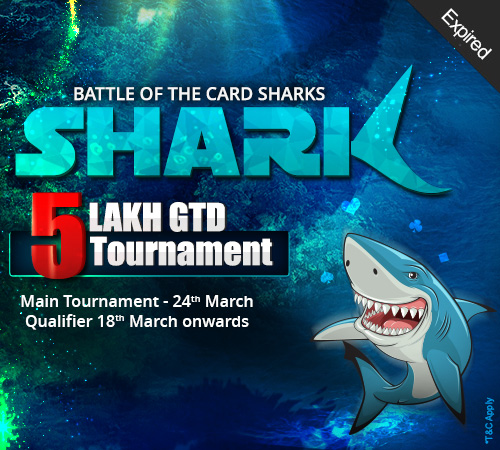 Expired
BATTLE OF THE CARD SHARKS
SHARK
5 LAKH GTD
Tournament
Main Tournament - 24th March
Qualifier 18th March onwards
*T&C Apply